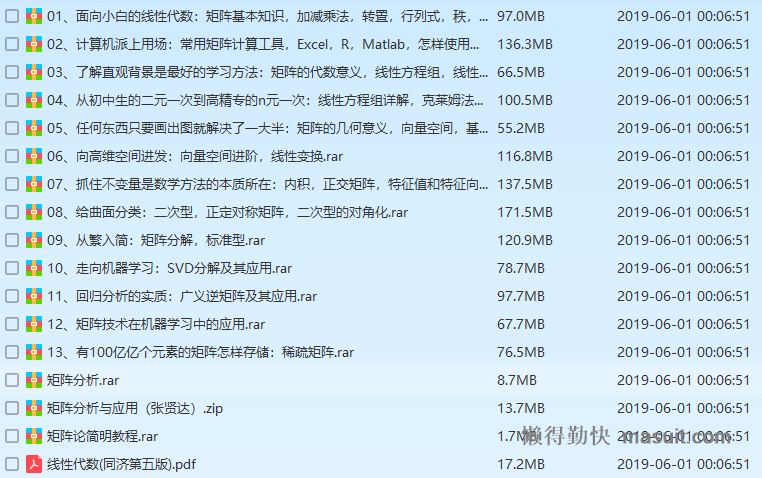 01、面向小白的线性代数：矩阵基本知识，加减乘法，转置，行列式，秩，... 97.0MB 2019-06-01 00:06:51
02、计算机派上用场：常用矩阵计算工具，Excel，R，Matlab，怎样使用... 136.3MB 2019-06-01 00:06:51
03、了解直观背景是最好的学习方法：矩阵的代数意义，线性方程组，线性... 66.5MB 2019-06-01 00:06:51
04、从初中生的二元一次到高精专的n元一次：线性方程组详解，克莱姆法... 100.5MB 2019-06-01 00:06:51
05、任何东西只要画出图就解决了一大半：矩阵的几何意义，向量空间，基... 55.2MB 2019-06-01 00:06:51
06、向高维空间进发：向量空间进阶，线性变换.rar 116.8MB 2019-06-01 00:06:51
07、抓住不变量是数学方法的本质所在：内积，正交矩阵，特征值和特征向... 137.5MB 2019-06-01 00:06:51
08、给曲面分类：二次型，正定对称矩阵，二次型的对角化.rar 171.5MB 2019-06-01 00:06:51
09、从繁入简：矩阵分解，标准型.rar 120.9MB 2019-06-01 00:06:51
10、走向机器学习：SVD分解及其应用.rar 78.7MB 2019-06-01 00:06:51
11、回归分析的实质：广义逆矩阵及其应用.rar 97.7MB 2019-06-01 00:06:51
12、矩阵技术在机器学习中的应用.rar 67.7MB 2019-06-01 00:06:51
13、有100亿亿个元素的矩阵怎样存储：稀疏矩阵.rar 76.5MB 2019-06-01 00:06:51
矩阵分析.rar 8.7MB 2019-06-01 00:06:51
矩阵分析与应用（张贤达）.zip 13.7MB 2019-06-01 00:06:51
矩阵论简明教程.rar 1.7MB 2019-06-01 00:06:51
懒得勤快 masuit.com
线性代数(同济第五版).pdf 17.2MB 2019-06-01 00:06:51